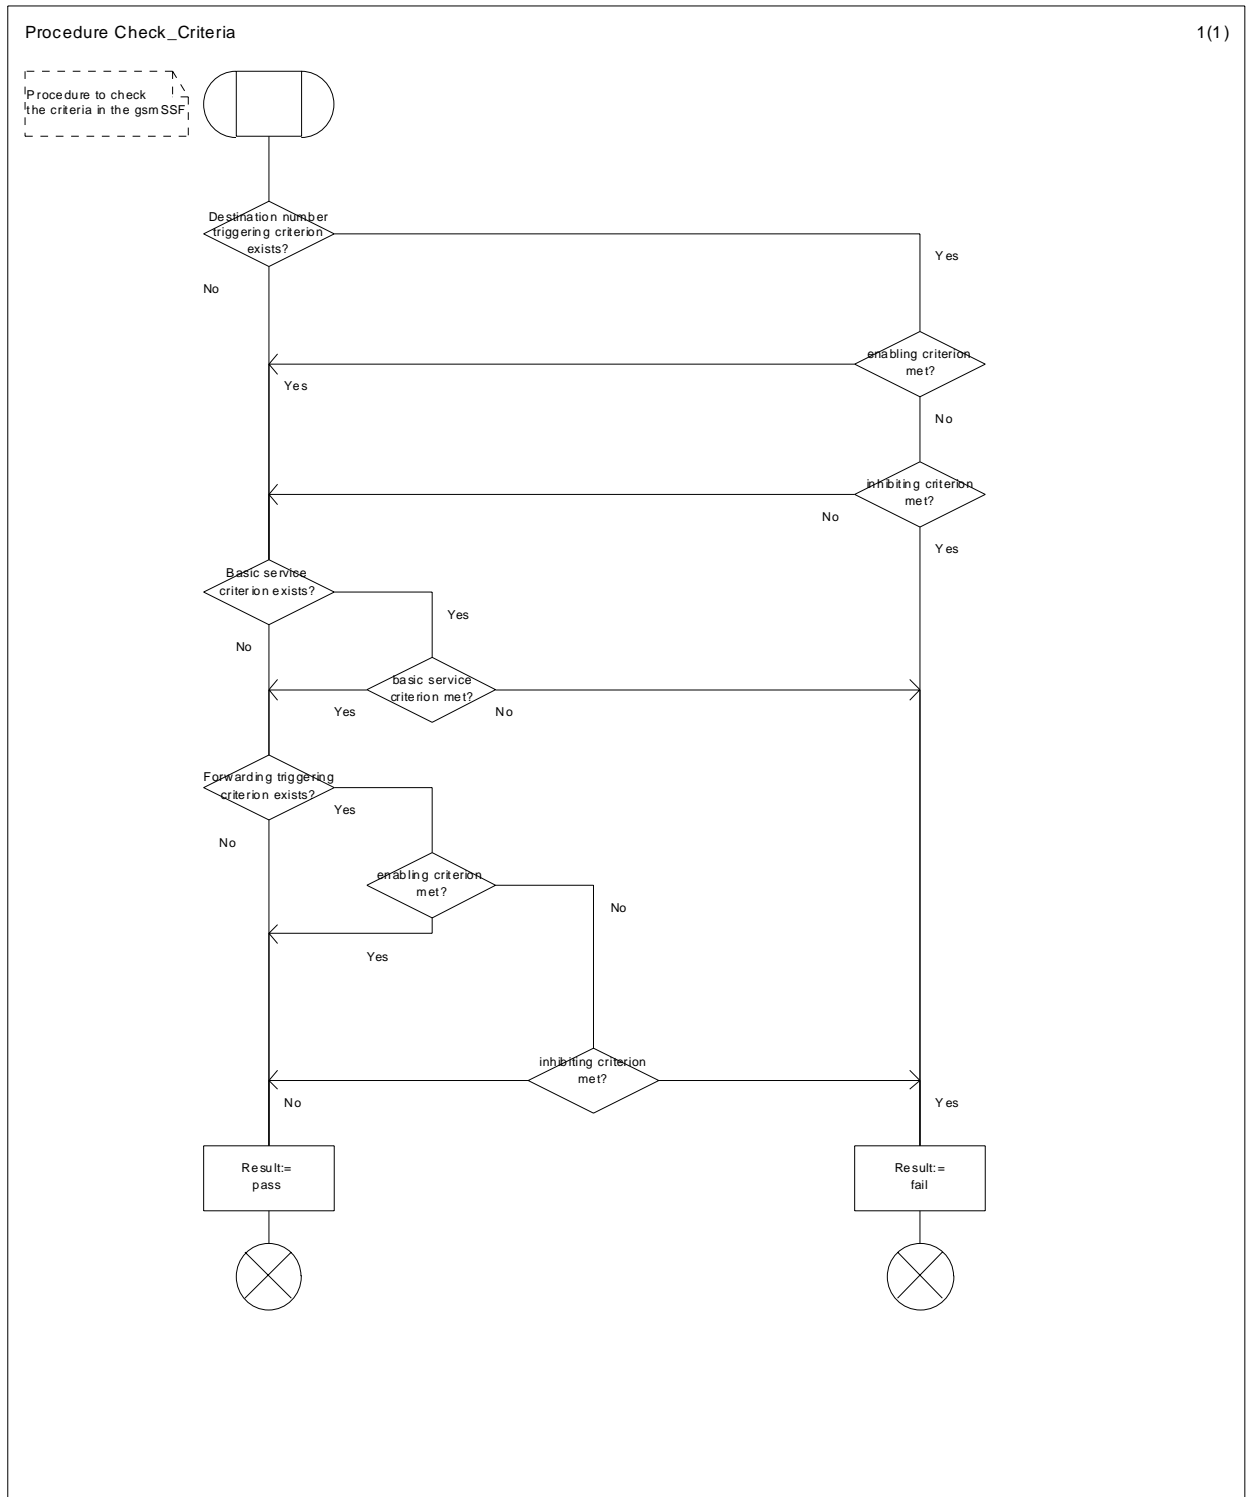 Procedure Check_Criteria
1(1)
Procedure to check
the criteria in the gsmSSF
Destination number
triggering criterion
exists?
Yes
No
enabling criterion
met?
Yes
No
inhibiting criterion
met?
No
Yes
Basic service
criterion exists?
Yes
No
basic service
criterion met?
Yes
No
Forwarding triggering
criterion exists?
Yes
No
enabling criterion
met?
No
Yes
inhibiting criterion
met?
No
Yes
Result:=
pass
Result:=
fail